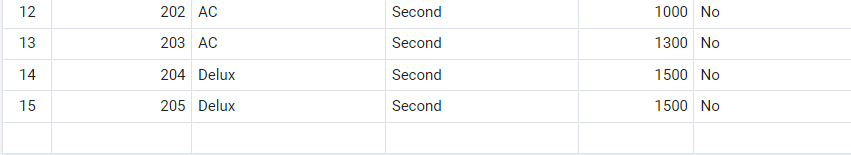 12 202 AC Second 1000 No
13 203 AC Second 1300 No
14 204 Delux Second 1500 No
15 205 Delux Second 1500 No